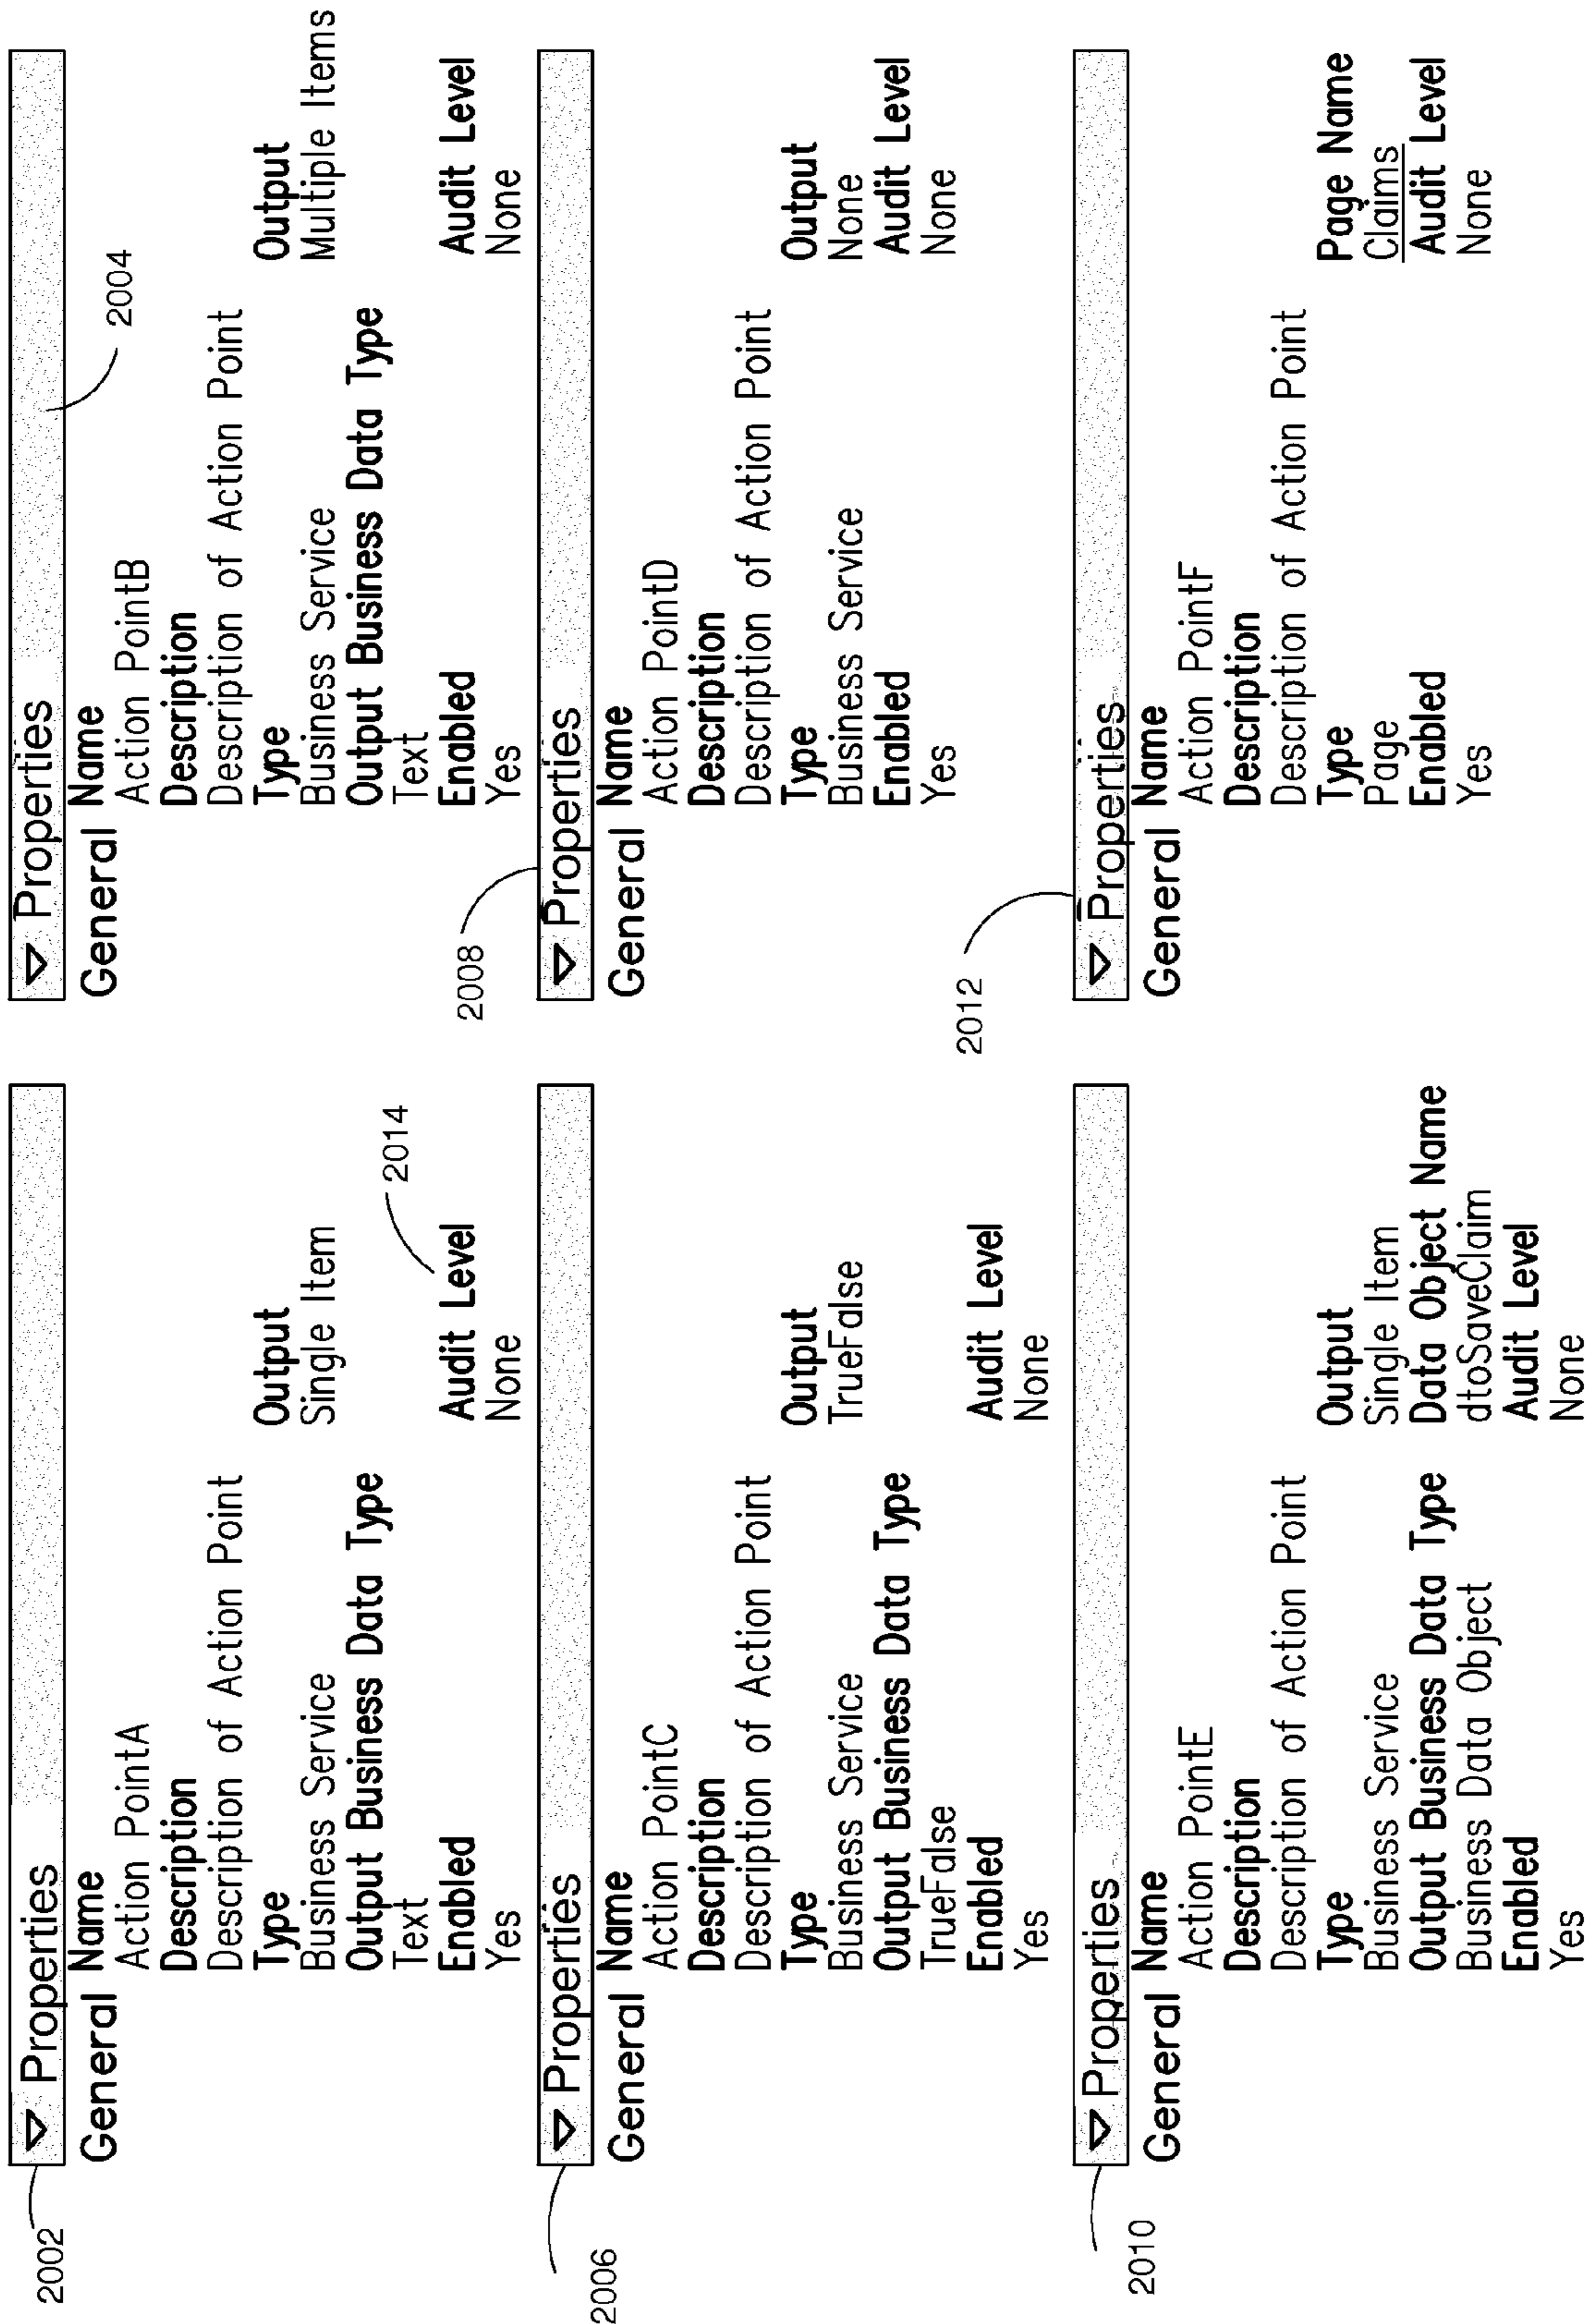 2002
Properties
General
Name
Action PointA
Description
Description of Action Point
Type
Output
Business Service
Single Item
Output Business Data Type
Text
2014
Enabled
Audit Level
Yes
None
Properties
2004
General
Name
Action PointB
Description
Description of Action Point
Type
Output
Business Service
Multiple Items
Output Business Data Type
Text
Enabled
Audit Level
Yes
None
2006
Properties
General
Name
Action PointC
Description
Description of Action Point
Type
Output
Business Service
TrueFalse
Output Business Data Type
TrueFalse
Enabled
Audit Level
Yes
None
2008
Properties
General
Name
Action PointD
Description
Description of Action Point
Type
Output
Business Service
None
Enabled
Audit Level
Yes
None
2010
Properties
General
Name
Action PointE
Description
Description of Action Point
Type
Output
Business Service
Single Item
Output Business Data Type
Data Object Name
Business Data Object
dtoSaveClaim
Enabled
Audit Level
Yes
None
2012
Properties
General
Name
Action PointF
Description
Description of Action Point
Type
Page Name
Page
Claims
Enabled
Audit Level
Yes
None